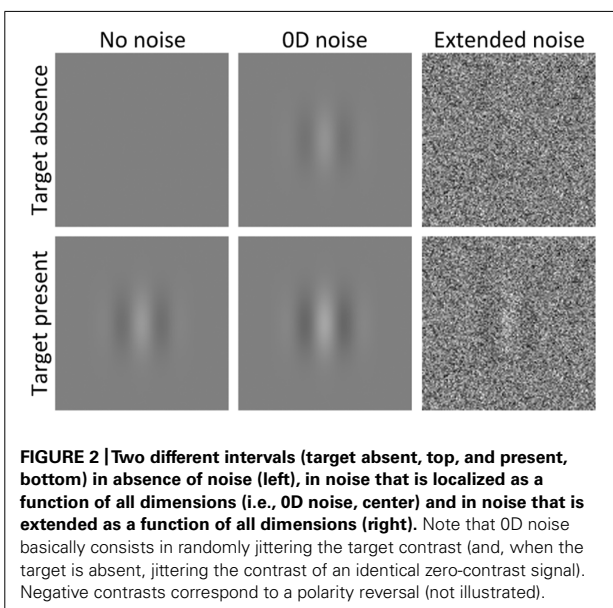 No noise 0D noise Extended noise
Target absence
Target present
FIGURE 2 | Two different intervals (target absent, top, and present,
bottom) in absence of noise (left), in noise that is localized as a
function of all dimensions (i.e., 0D noise, center) and in noise that is
extended as a function of all dimensions (right). Note that 0D noise
basically consists in randomly jittering the target contrast (and, when the
target is absent, jittering the contrast of an identical zero-contrast signal).
Negative contrasts correspond to a polarity reversal (not illustrated).